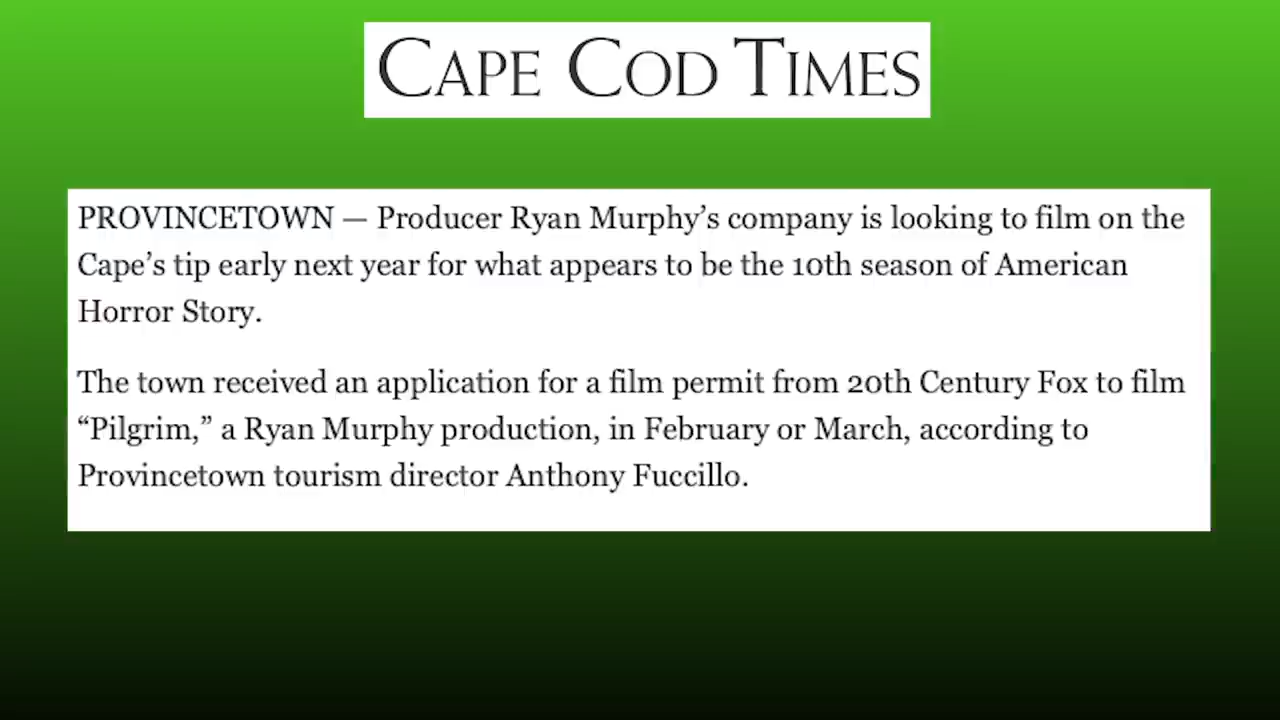 CAPE COD TIMES
PROVINCETOWN — Producer Ryan Murphy’s company is looking to film on the
Cape’s tip early next year for what appears to be the 10th season of American
Horror Story.
The town received an application for a film permit from 20th Century Fox to film
“Pilgrim,” a Ryan Murphy production, in February or March, according to
Provincetown tourism director Anthony Fuccillo.